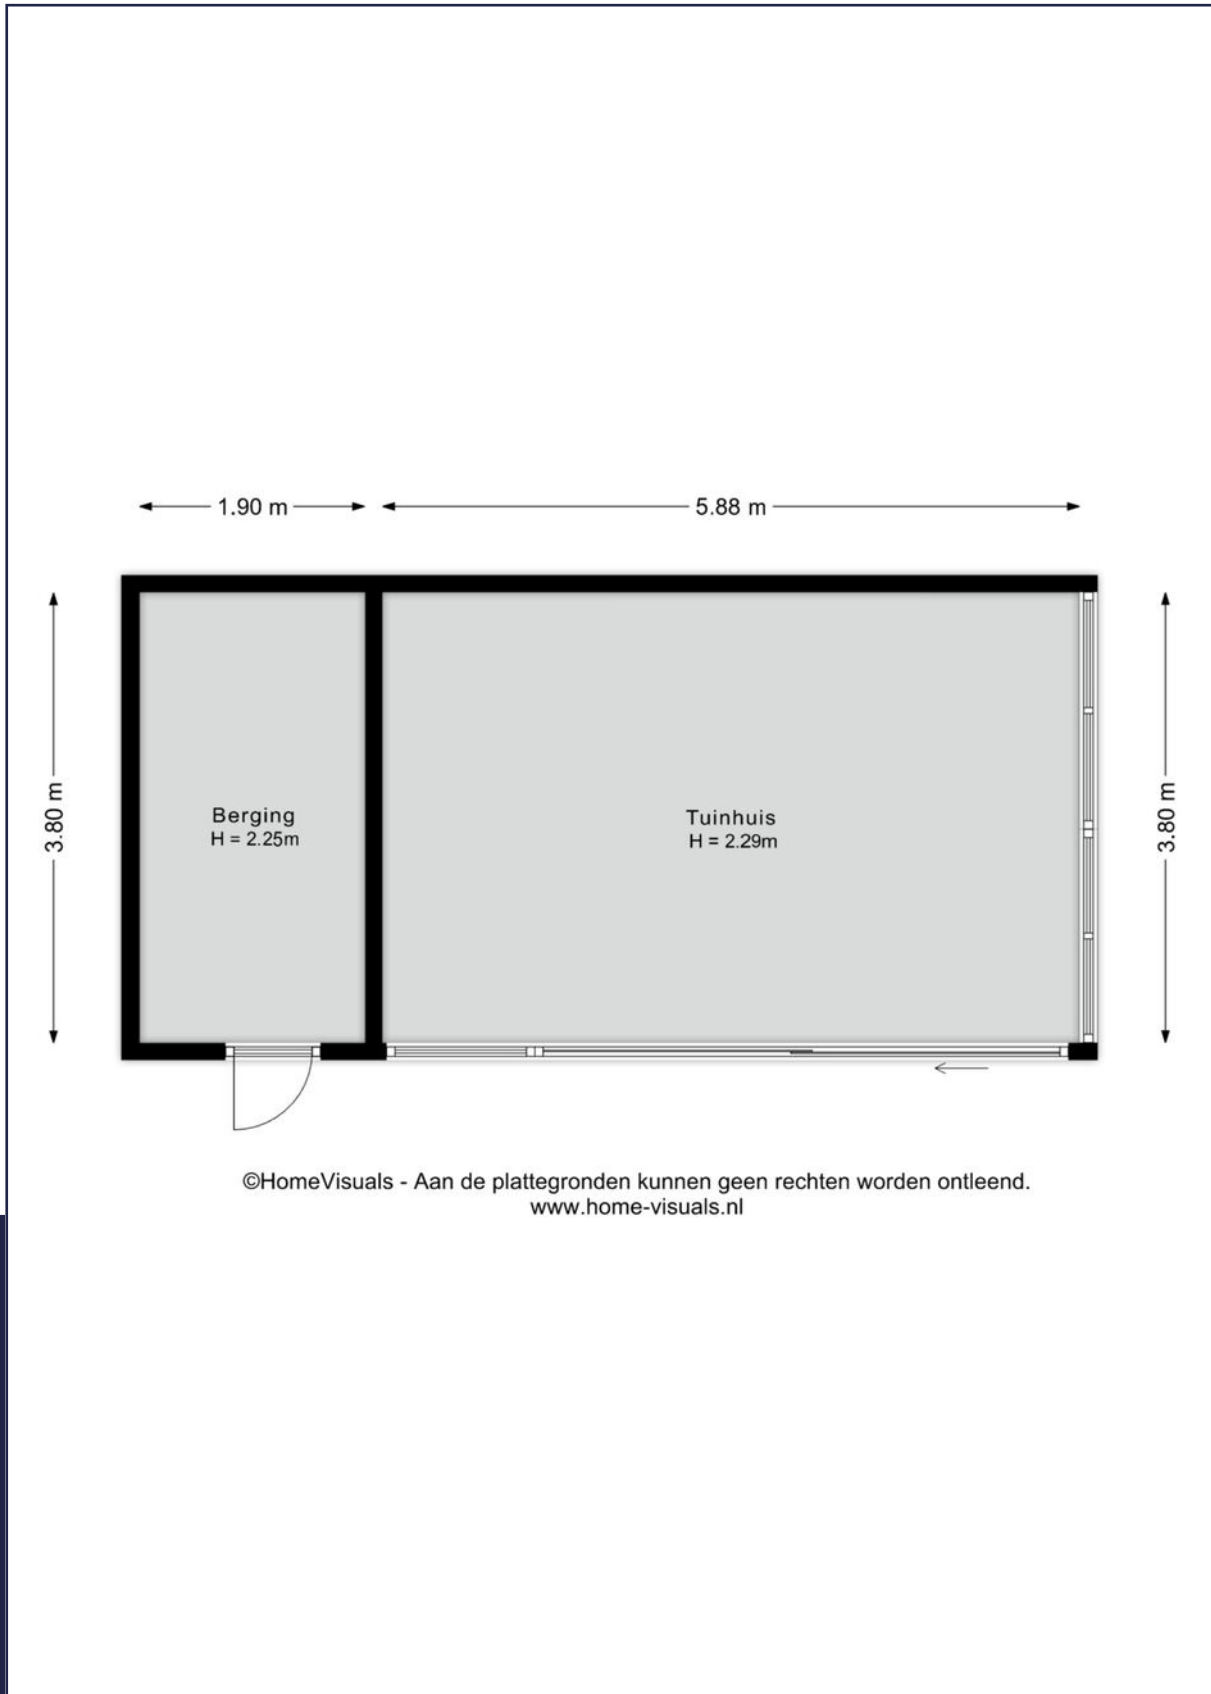 1.90 m
5.88 m
3.80 m
3.80 m
Berging
H = 2.25m
Tuinhuis
H = 2.29m
©HomeVisuals - Aan de plattegronden kunnen geen rechten worden ontleend.
www.home-visuals.nl